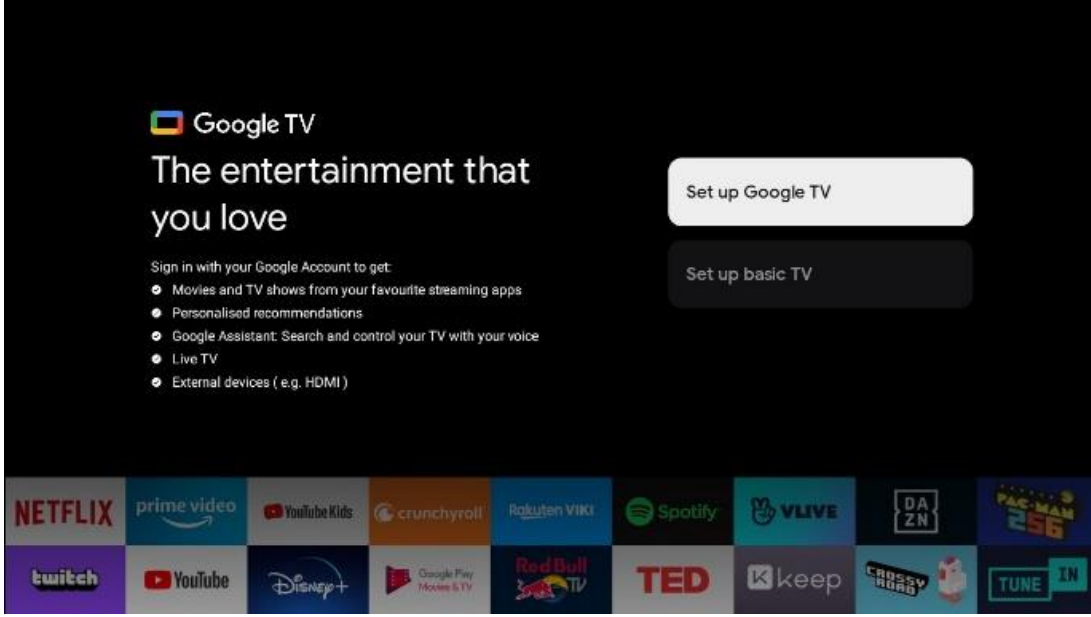 Google TV
The entertainment that
you love
Sign in with your Google Account to get:
Movies and TV shows from your favourite streaming apps
Personalised recommendations
Google Assistant: Search and control your TV with your voice
Live TV
External devices ( e.g. HDMI )
Set up Google TV
Set up basic TV
NETFLIX
prime video
YouTube Kids
crunchyroll
Rakuten VIKI
Spotify
VLIVE
DA
ZN
PAC-MAN
256
twitch
YouTube
Disney+
Google Play
Movies & TV
Red Bull
TV
TED
keep
CROSSY
ROAD
TUNE IN